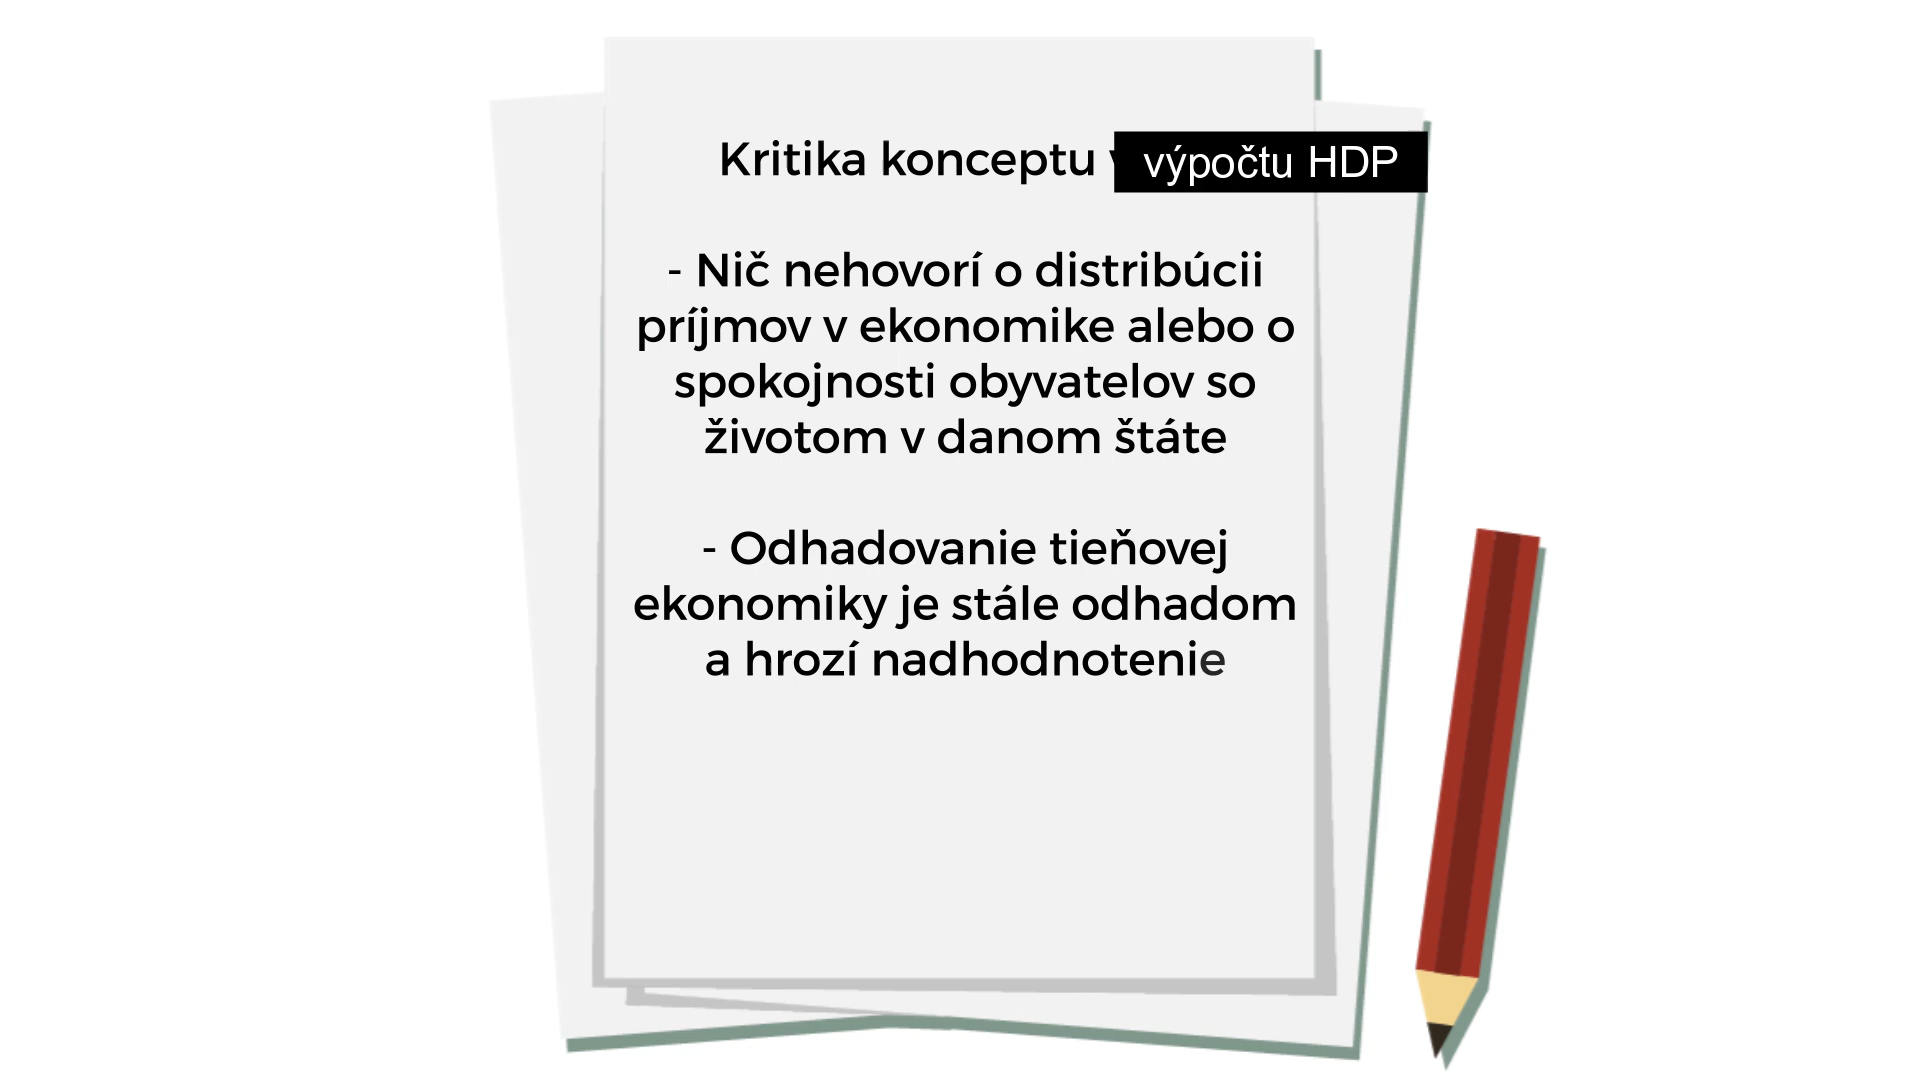 Kritika konceptu výpočtu HDP
- Nič nehovorí o distribúcii
príjmov v ekonomike alebo o
spokojnosti obyvatelov so
životom v danom štáte
- Odhadovanie tieňovej
ekonomiky je stále odhadom
a hrozí nadhodnotenie